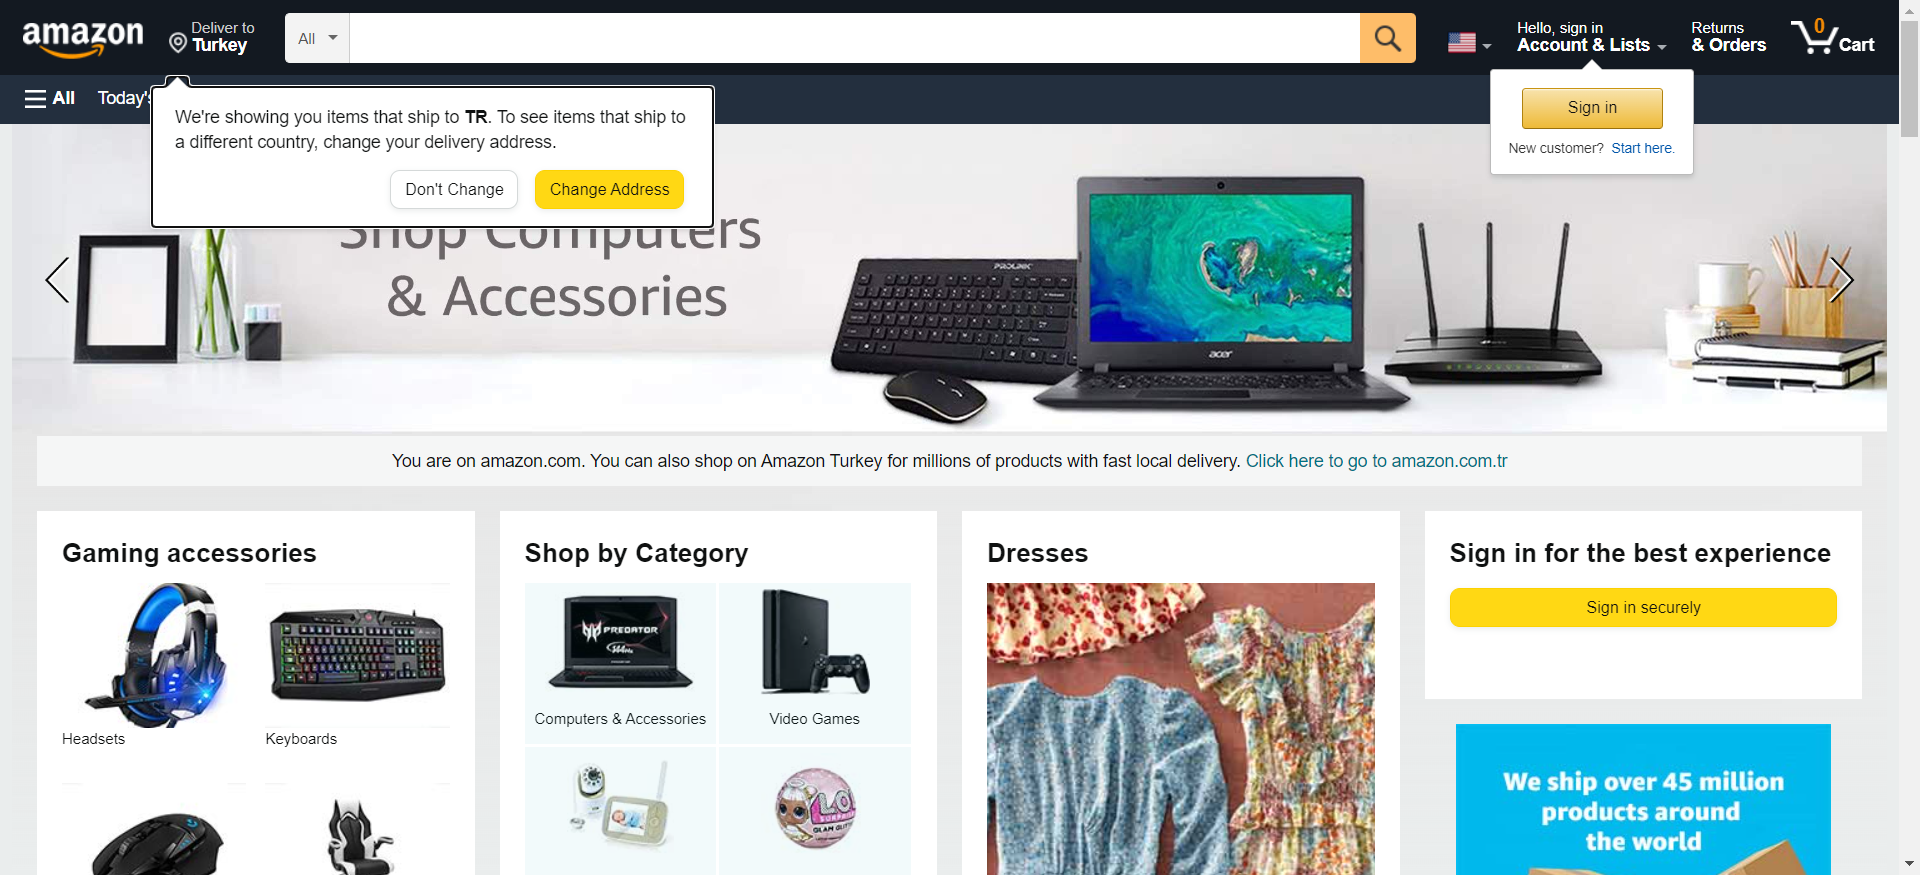 amazon
Deliver to
Turkey
All
Hello, sign in
Account & Lists
Returns
& Orders
0
Cart
All
Today's
We're showing you items that ship to TR. To see items that ship to
a different country, change your delivery address.
Don't Change
Change Address
Sign in
New customer? Start here.
Shop Computers
& Accessories
PROLINK
acer
You are on amazon.com. You can also shop on Amazon Turkey for millions of products with fast local delivery. Click here to go to amazon.com.tr
Gaming accessories
Headsets
Keyboards
Shop by Category
PREDATOR
144Hz
Computers & Accessories
Video Games
L.O.L
SURPRISE
GLAM GLITTER
Dresses
Sign in for the best experience
Sign in securely
We ship over 45 million
products around
the world